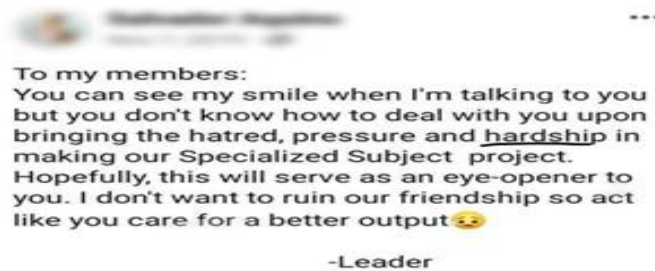 To my members:
You can see my smile when I'm talking to you
but you don't know how to deal with you upon
bringing the hatred, pressure and hardship in
making our Specialized Subject project.
Hopefully, this will serve as an eye-opener to
you. I don't want to ruin our friendship so act
like you care for a better output😣
-Leader